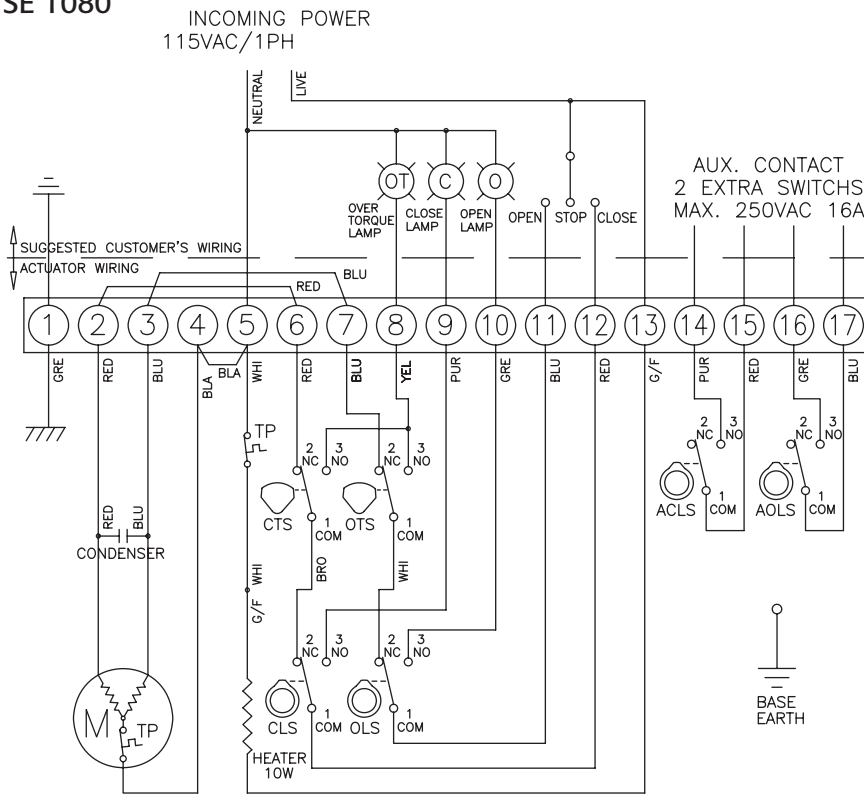 SE 1080
INCOMING POWER
115VAC/1PH
NEUTRAL
LIVE
OT
C
O
OVER
TORQUE
LAMP
CLOSE
LAMP
OPEN
LAMP
OPEN
STOP
CLOSE
AUX. CONTACT
2 EXTRA SWITCHS
MAX. 250VAC 16A
SUGGESTED CUSTOMER'S WIRING
ACTUATOR WIRING
BLU
RED
1 2 3 4 5 6 7 8 9 10 11 12 13 14 15 16 17
GRE
RED
BLU
BLA
BLA
WHI
RED
BLU
YEL
PUR
GRE
BLU
RED
G/F
PUR
RED
GRE
BLU
TP
2
NC
3
NO
2
NC
3
NO
CTS
1
COM
OTS
1
COM
2
NC
3
NO
ACLS
1
COM
2
NC
3
NO
AOLS
1
COM
RED
BLU
CONDENSER
WHI
G/F
BRO
WHI
2
NC
3
NO
2
NC
3
NO
CLS
1
COM
OLS
1
COM
M
TP
HEATER
10W
BASE
EARTH